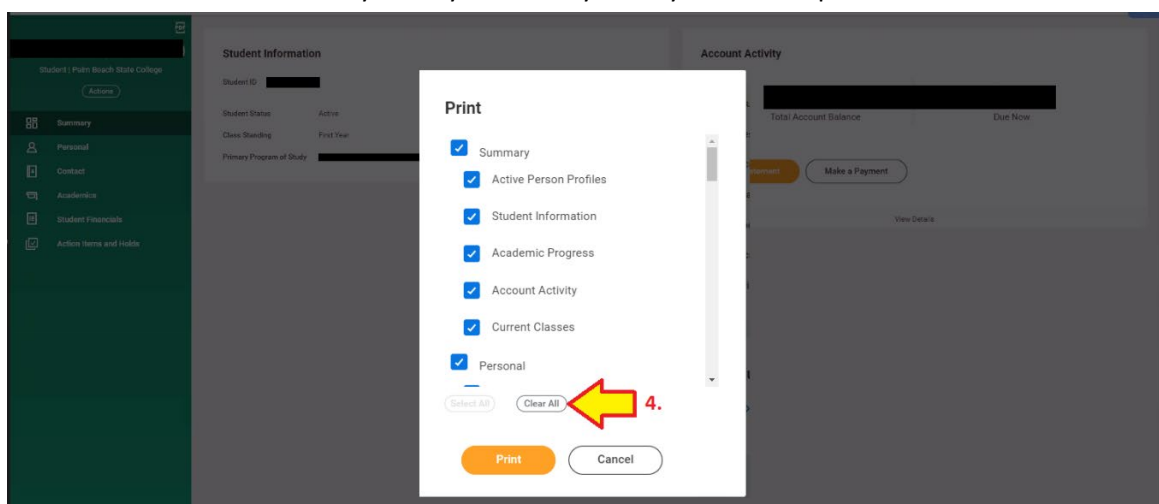 Student | Palm Beach State College
Actions
Summary
Personal
Contact
Academics
Student Financials
Action Items and Holds
Student Information
Student ID
Student Status Active
Class Standing First Year
Primary Program of Study
Print
Summary
Active Person Profiles
Student Information
Academic Progress
Account Activity
Current Classes
Personal
Select All Clear All 4.
Print Cancel
Account Activity
Total Account Balance Due Now
Make a Payment
View Details